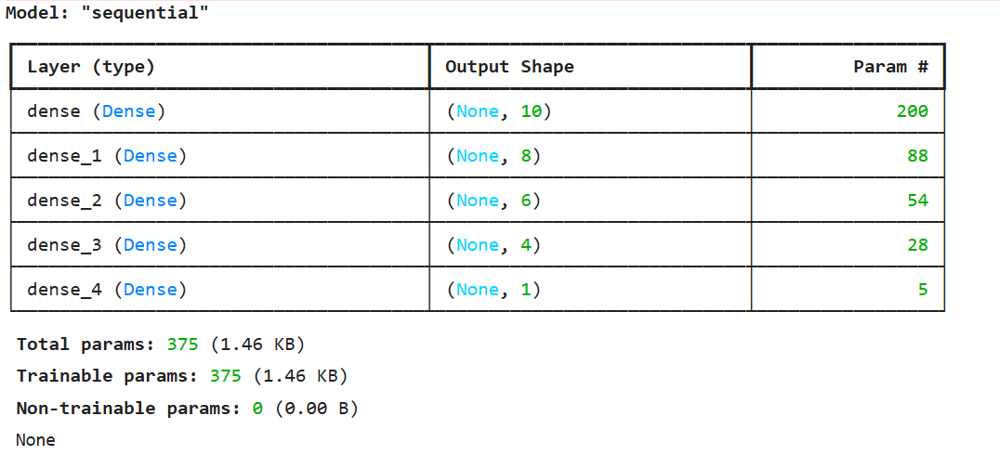 Model: "sequential"
Layer (type) Output Shape Param #
dense (Dense) (None, 10) 200
dense_1 (Dense) (None, 8) 88
dense_2 (Dense) (None, 6) 54
dense_3 (Dense) (None, 4) 28
dense_4 (Dense) (None, 1) 5
Total params: 375 (1.46 KB)
Trainable params: 375 (1.46 KB)
Non-trainable params: 0 (0.00 B)
None